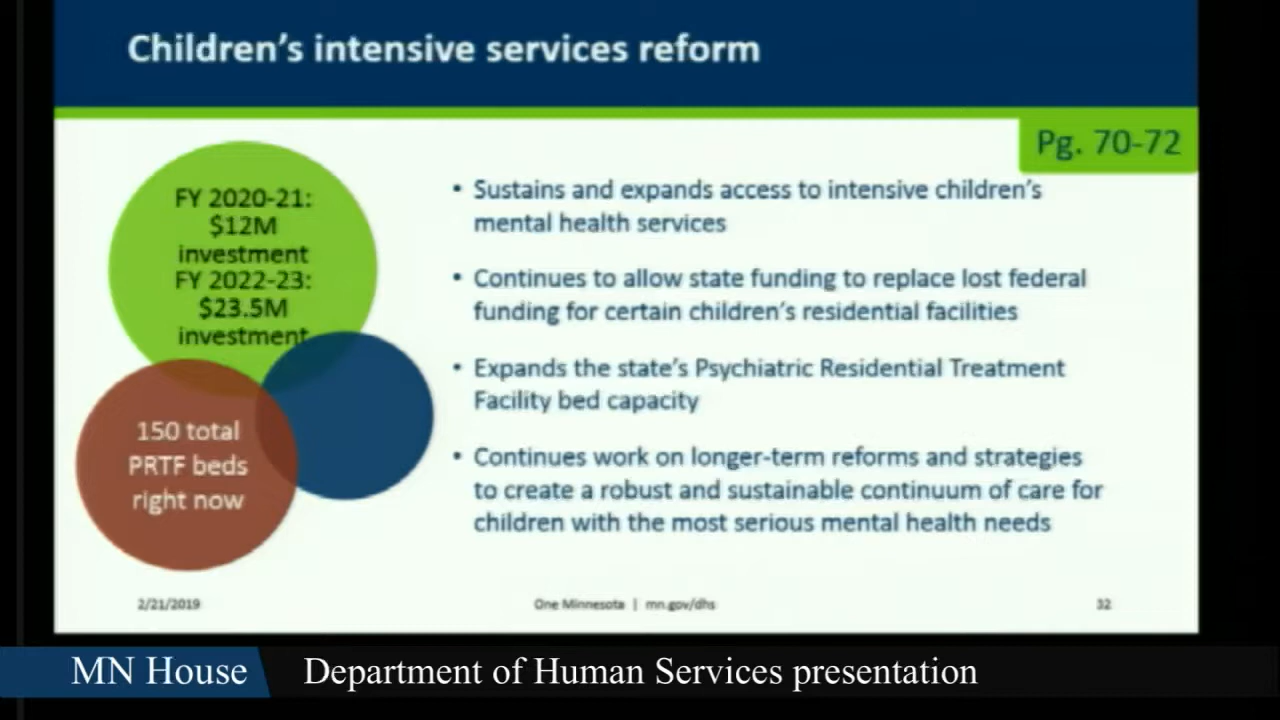 Children's intensive services reform
Pg. 70-72
FY 2020-21:
$12M
investment
FY 2022-23:
$23.5M
investment
150 total
PRTF beds
right now
• Sustains and expands access to intensive children's
mental health services
• Continues to allow state funding to replace lost federal
funding for certain children's residential facilities
• Expands the state's Psychiatric Residential Treatment
Facility bed capacity
• Continues work on longer-term reforms and strategies
to create a robust and sustainable continuum of care for
children with the most serious mental health needs
2/21/2019
One Minnesota | mn.gov/dhs
32
MN House
Department of Human Services presentation